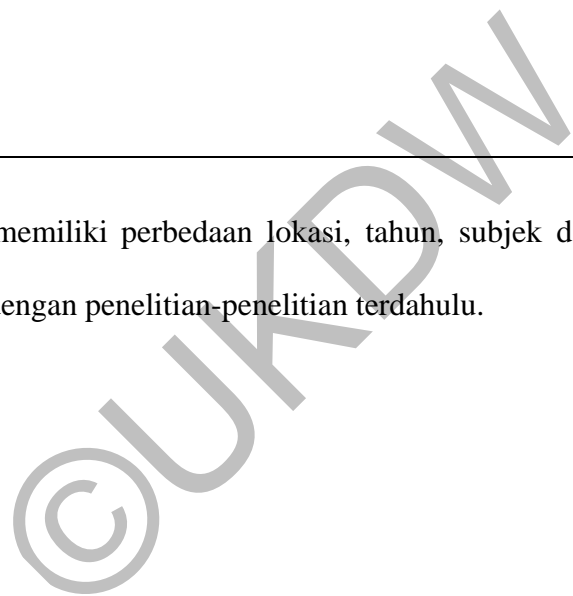 memiliki perbedaan lokasi, tahun, subjek d
engan penelitian-penelitian terdahulu.
©UKDW